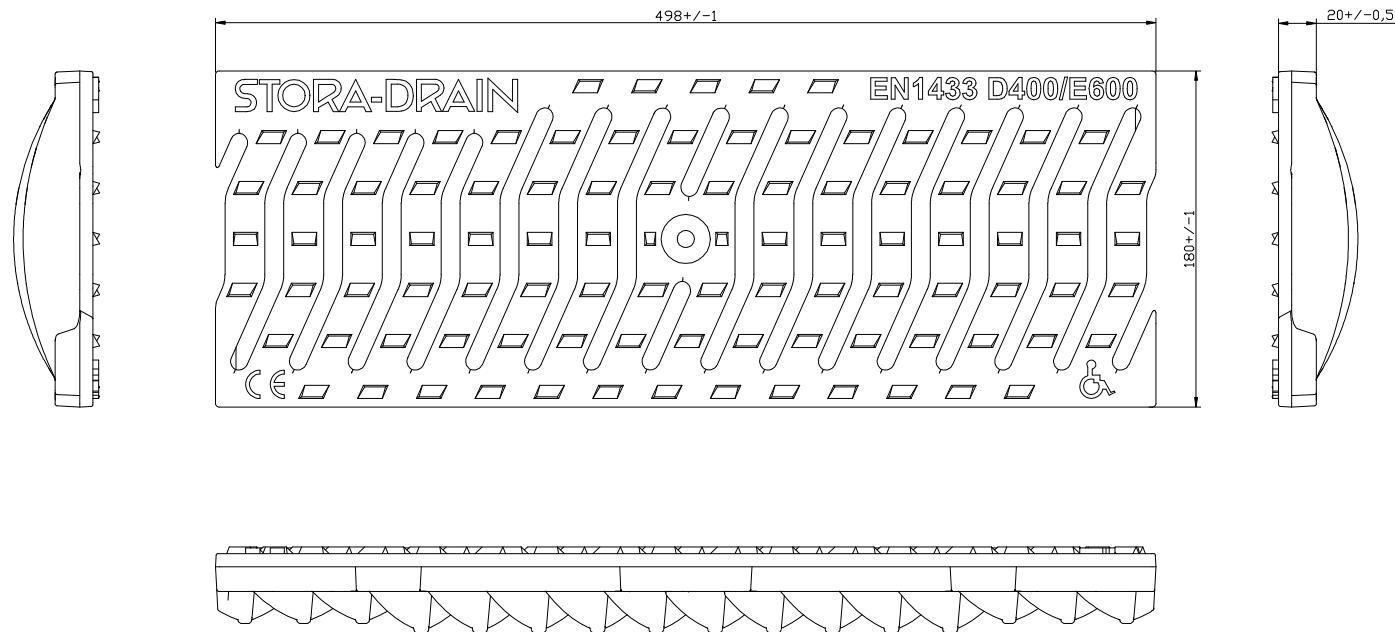 498+/-1
20+/-0,5
STORA-DRAIN
EN1433 D400/E600
180+/-1
CE